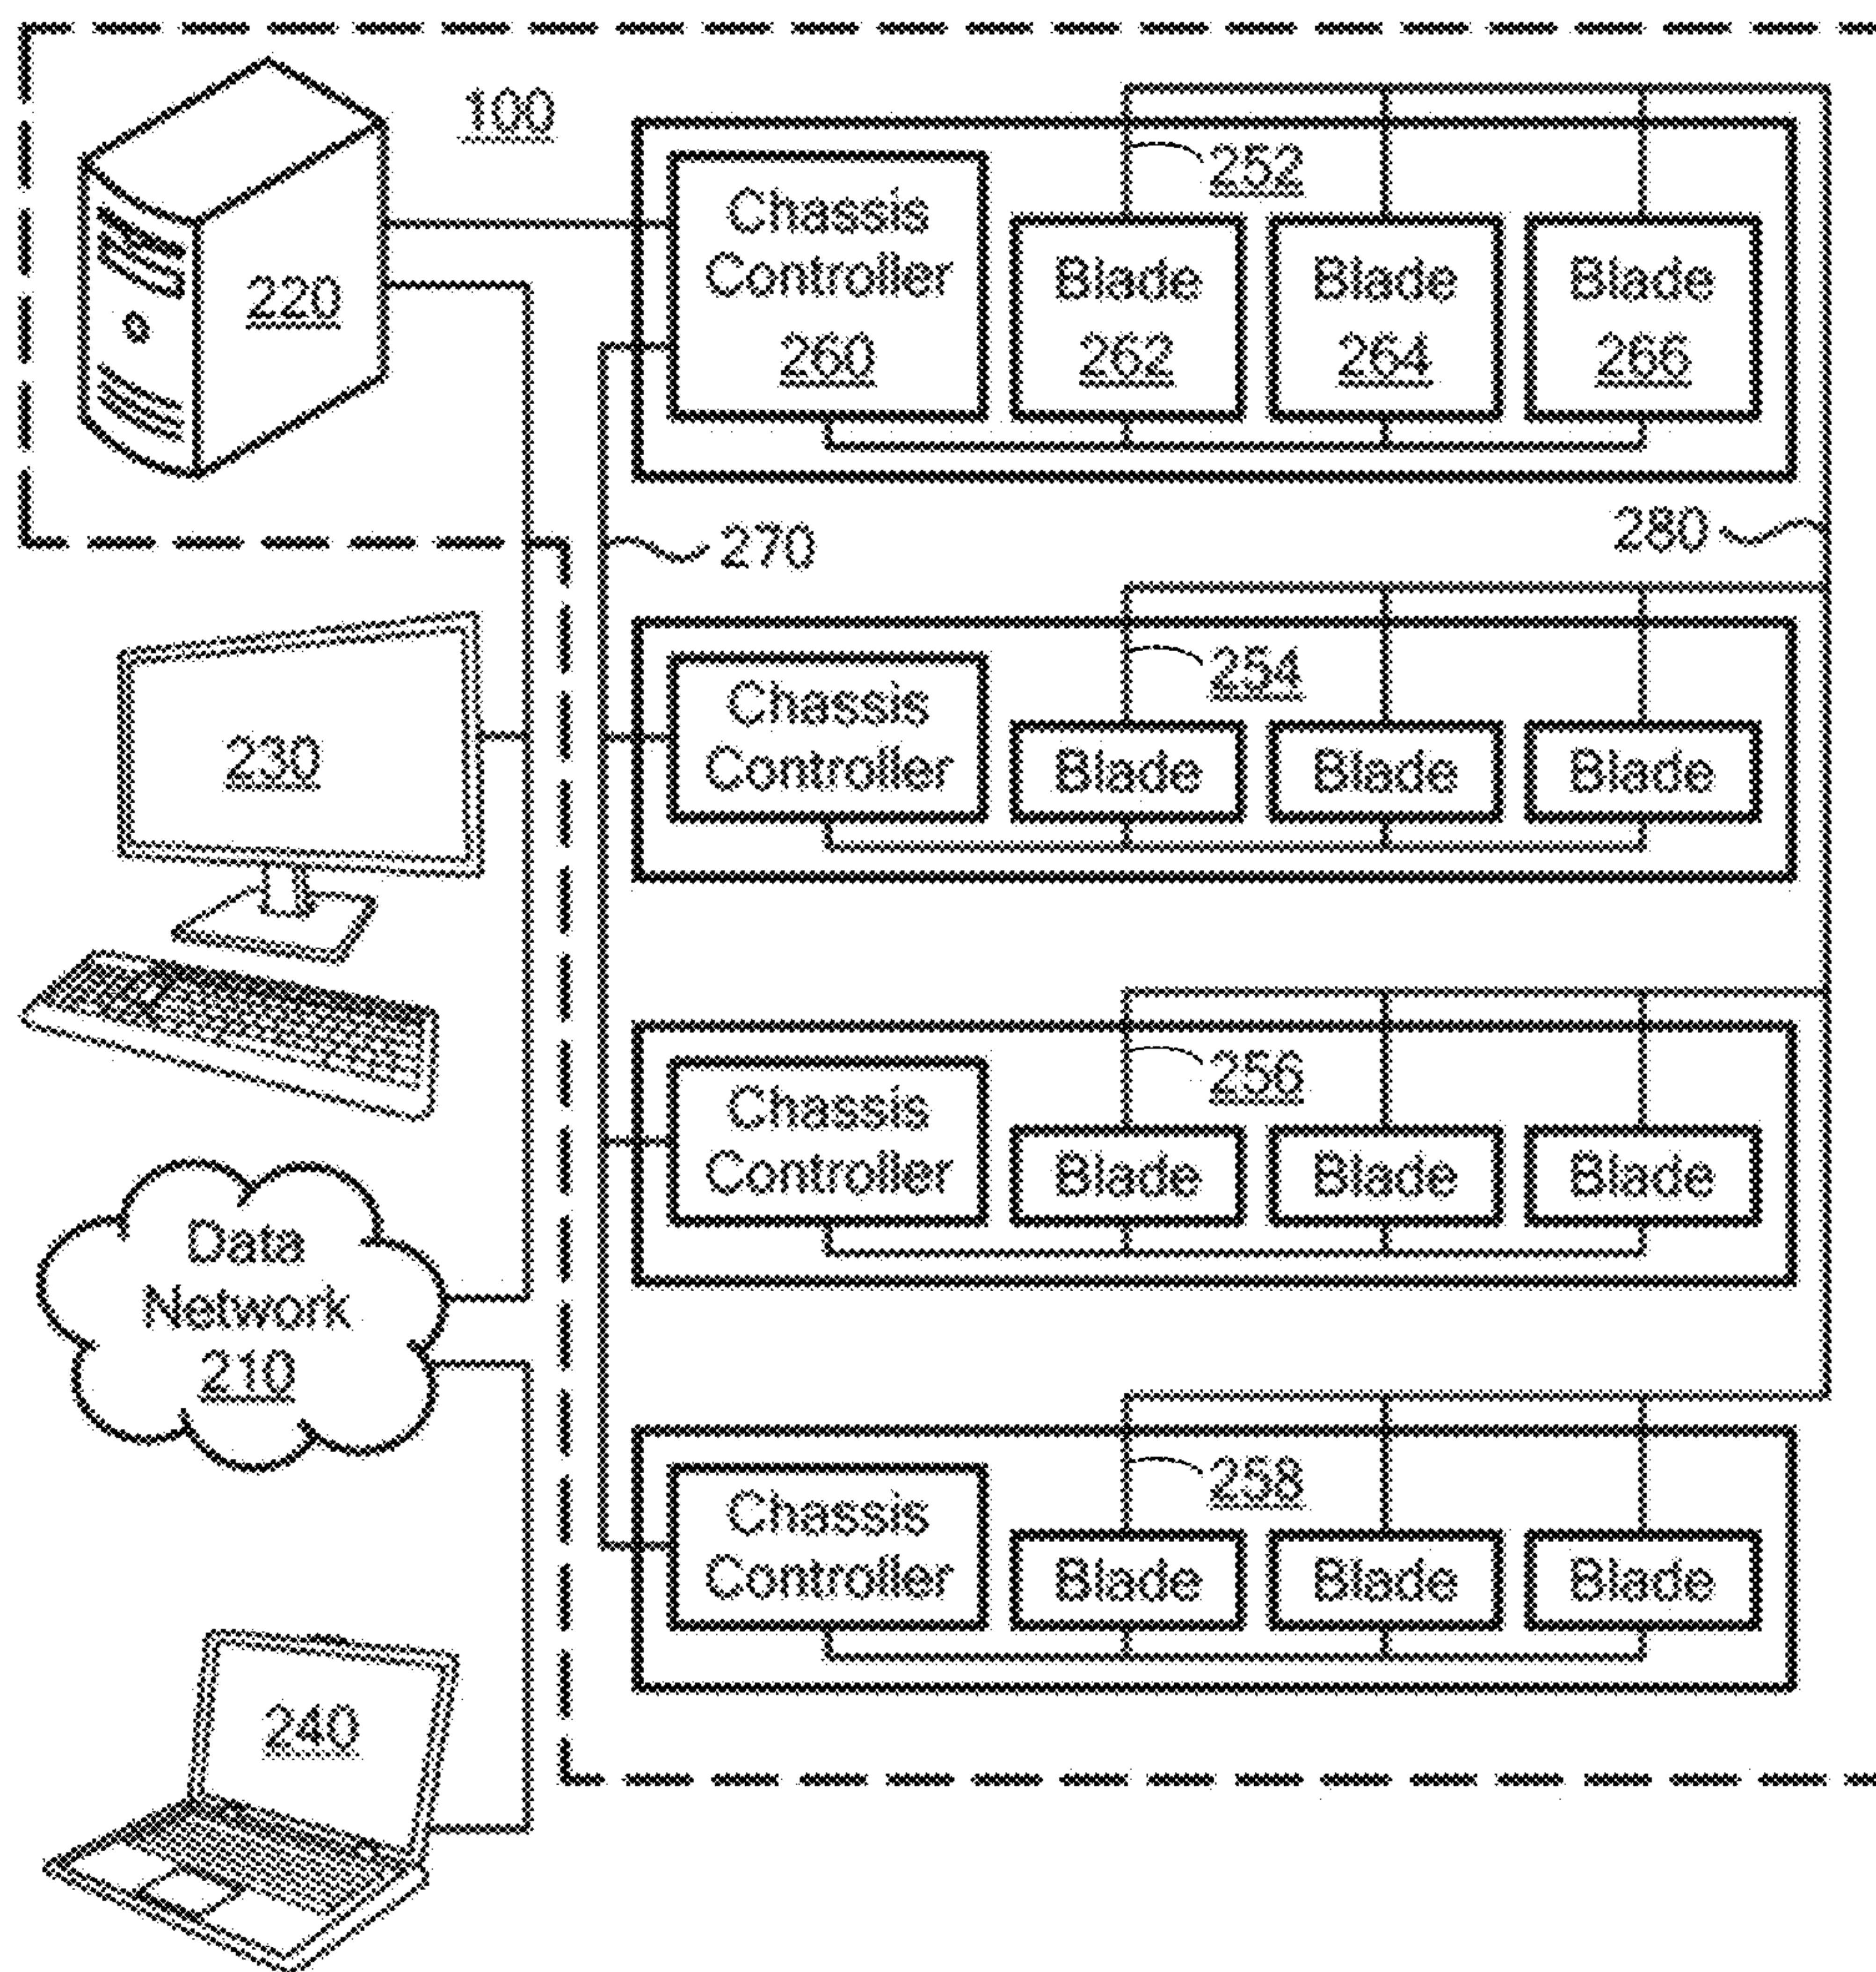 100
220
252
Chassis
Controller
260
Blade
262
Blade
264
Blade
266
270
280
230
254
Chassis
Controller
Blade
Blade
Blade
256
Chassis
Controller
Blade
Blade
Blade
Data
Network
210
258
Chassis
Controller
Blade
Blade
Blade
240